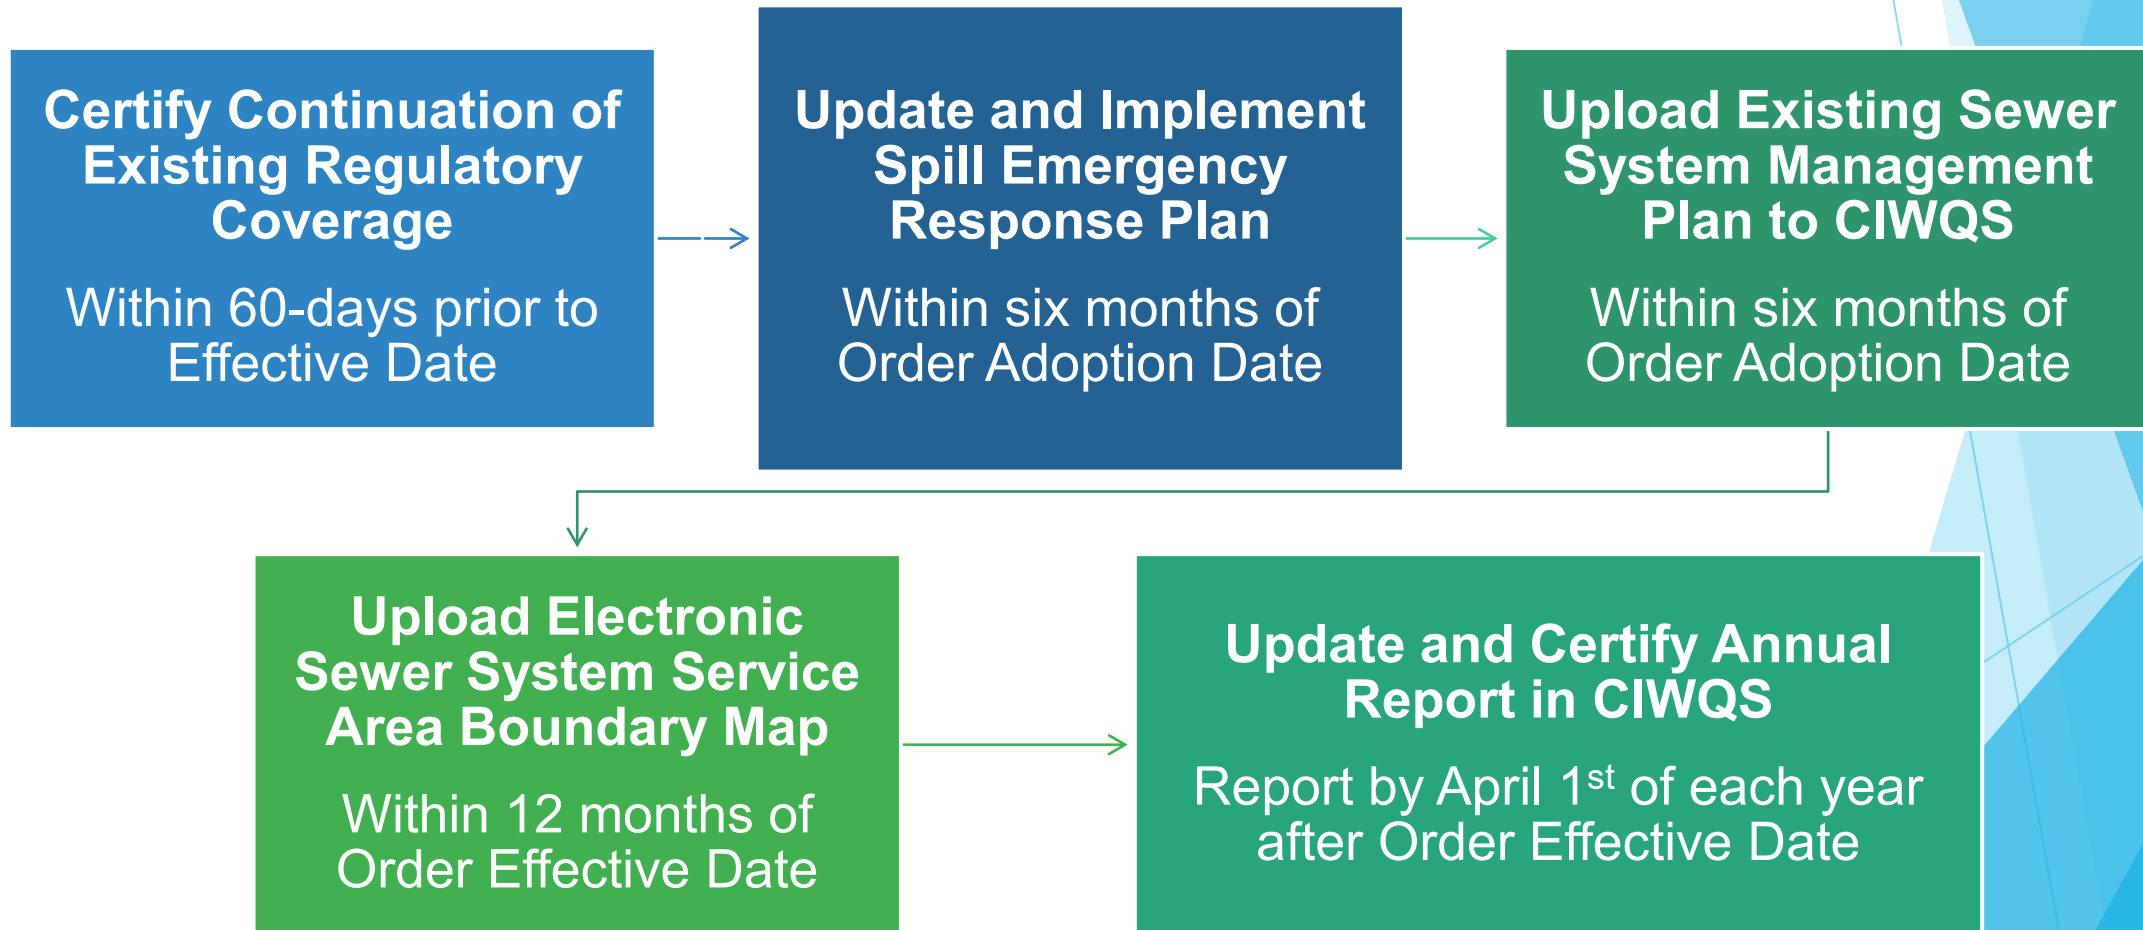 Certify Continuation of
Existing Regulatory
Coverage
Within 60-days prior to
Effective Date
Update and Implement
Spill Emergency
Response Plan
Within six months of
Order Adoption Date
Upload Existing Sewer
System Management
Plan to CIWQS
Within six months of
Order Adoption Date
Upload Electronic
Sewer System Service
Area Boundary Map
Within 12 months of
Order Effective Date
Update and Certify Annual
Report in CIWQS
Report by April 1st of each year
after Order Effective Date